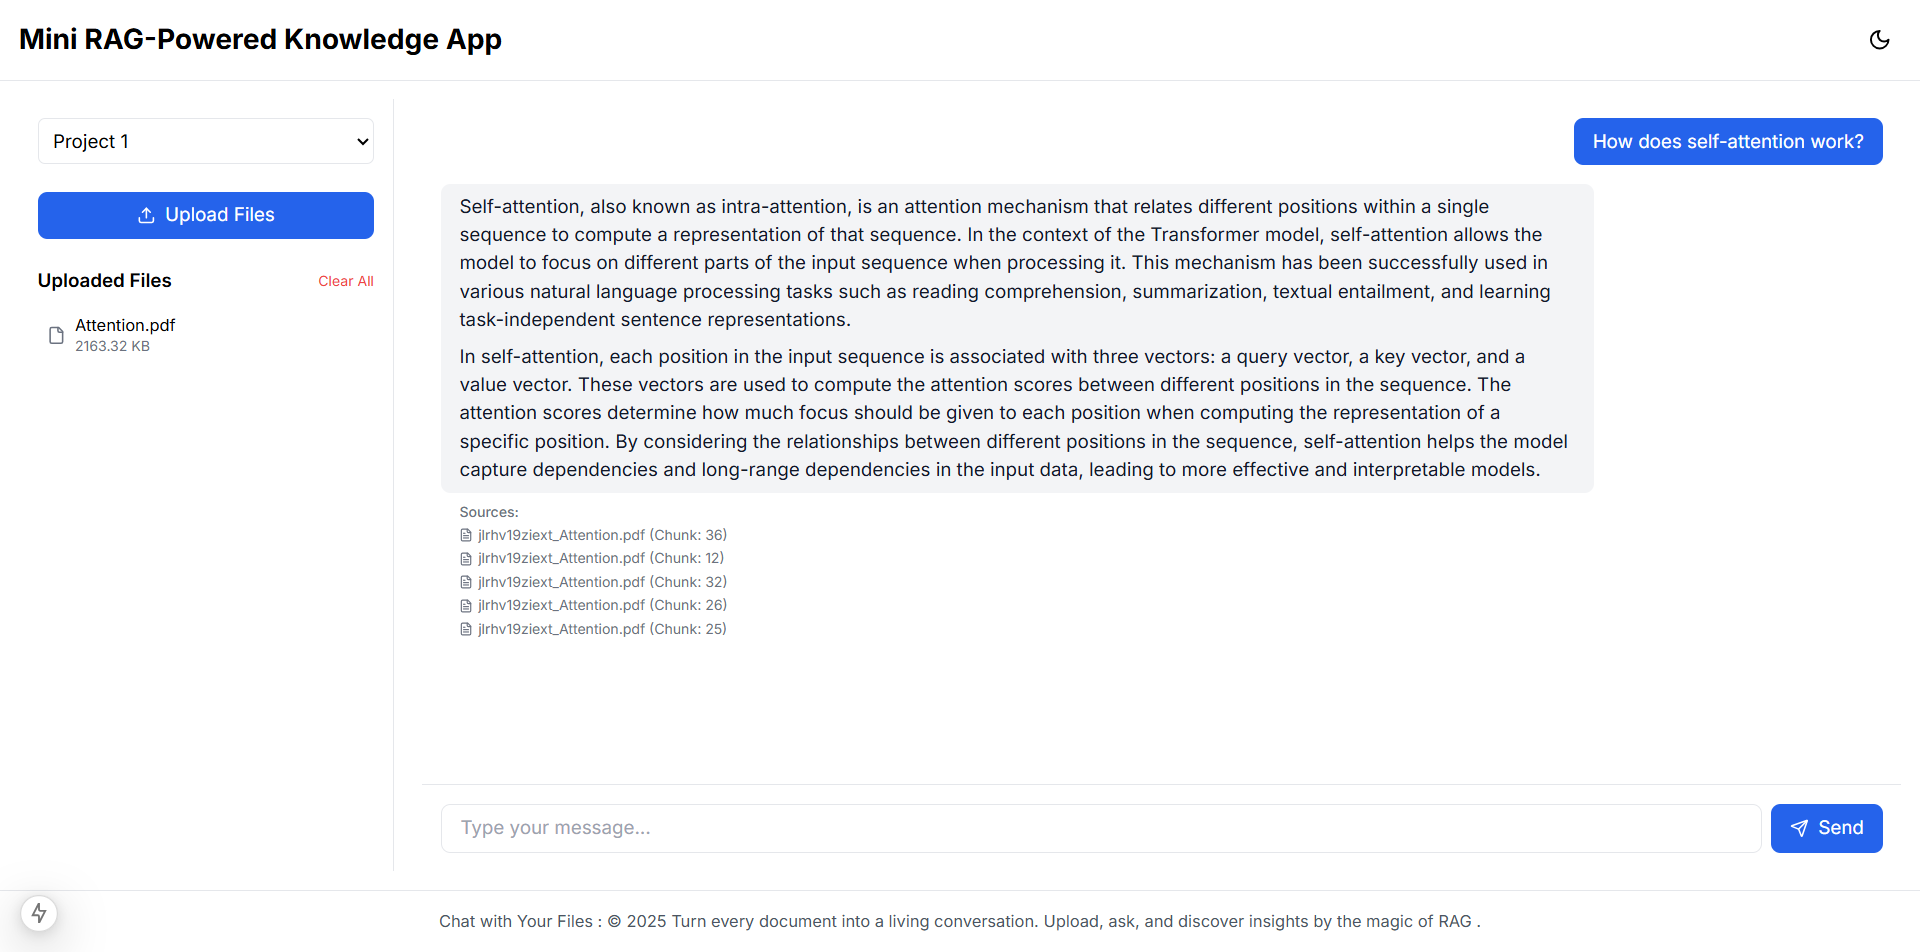 Mini RAG-Powered Knowledge App
Project 1
Upload Files
Uploaded Files
Clear All
Attention.pdf
2163.32 KB
How does self-attention work?
Self-attention, also known as intra-attention, is an attention mechanism that relates different positions within a single
sequence to compute a representation of that sequence. In the context of the Transformer model, self-attention allows the
model to focus on different parts of the input sequence when processing it. This mechanism has been successfully used in
various natural language processing tasks such as reading comprehension, summarization, textual entailment, and learning
task-independent sentence representations.
In self-attention, each position in the input sequence is associated with three vectors: a query vector, a key vector, and a
value vector. These vectors are used to compute the attention scores between different positions in the sequence. The
attention scores determine how much focus should be given to each position when computing the representation of a
specific position. By considering the relationships between different positions in the sequence, self-attention helps the model
capture dependencies and long-range dependencies in the input data, leading to more effective and interpretable models.
Sources:
jlrhv19ziext_Attention.pdf (Chunk: 36)
jlrhv19ziext_Attention.pdf (Chunk: 12)
jlrhv19ziext_Attention.pdf (Chunk: 32)
jlrhv19ziext_Attention.pdf (Chunk: 26)
jlrhv19ziext_Attention.pdf (Chunk: 25)
Type your message...
Send
Chat with Your Files : © 2025 Turn every document into a living conversation. Upload, ask, and discover insights by the magic of RAG .